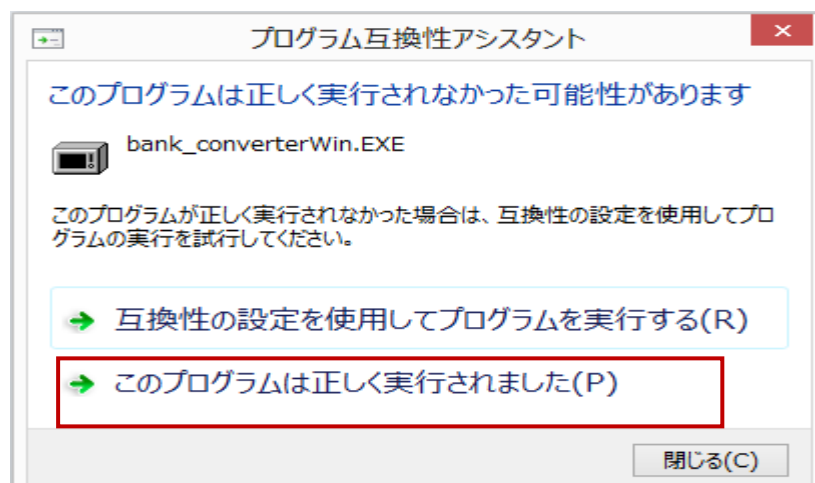 プログラム互換性アシスタント
このプログラムは正しく実行されなかった可能性があります
bank_converterWin.EXE
このプログラムが正しく実行されなかった場合は、互換性の設定を使用してプロ
グラムの実行を試行してください。
互換性の設定を使用してプログラムを実行する(R)
このプログラムは正しく実行されました(P)
閉じる(C)